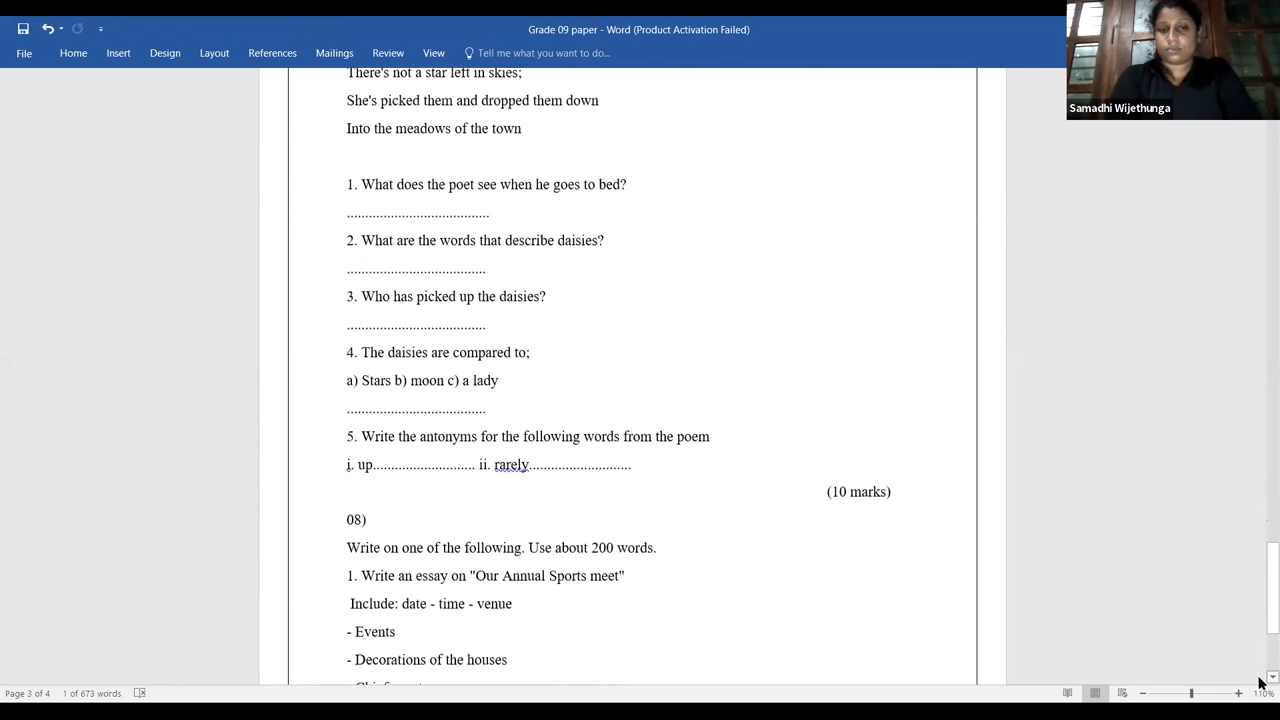 Grade 09 paper - Word (Product Activation Failed)
File Home Insert Design Layout References Mailings Review View Tell me what you want to do...
There's not a star left in skies;
She's picked them and dropped them down
Into the meadows of the town
1. What does the poet see when he goes to bed?
.......................................
2. What are the words that describe daisies?
......................................
3. Who has picked up the daisies?
......................................
4. The daisies are compared to;
a) Stars b) moon c) a lady
......................................
5. Write the antonyms for the following words from the poem
i. up............................ ii. rarely............................
(10 marks)
08)
Write on one of the following. Use about 200 words.
1. Write an essay on "Our Annual Sports meet"
Include: date - time - venue
- Events
- Decorations of the houses
Samadhi Wijethunga
Page 3 of 4 1 of 673 words
110%